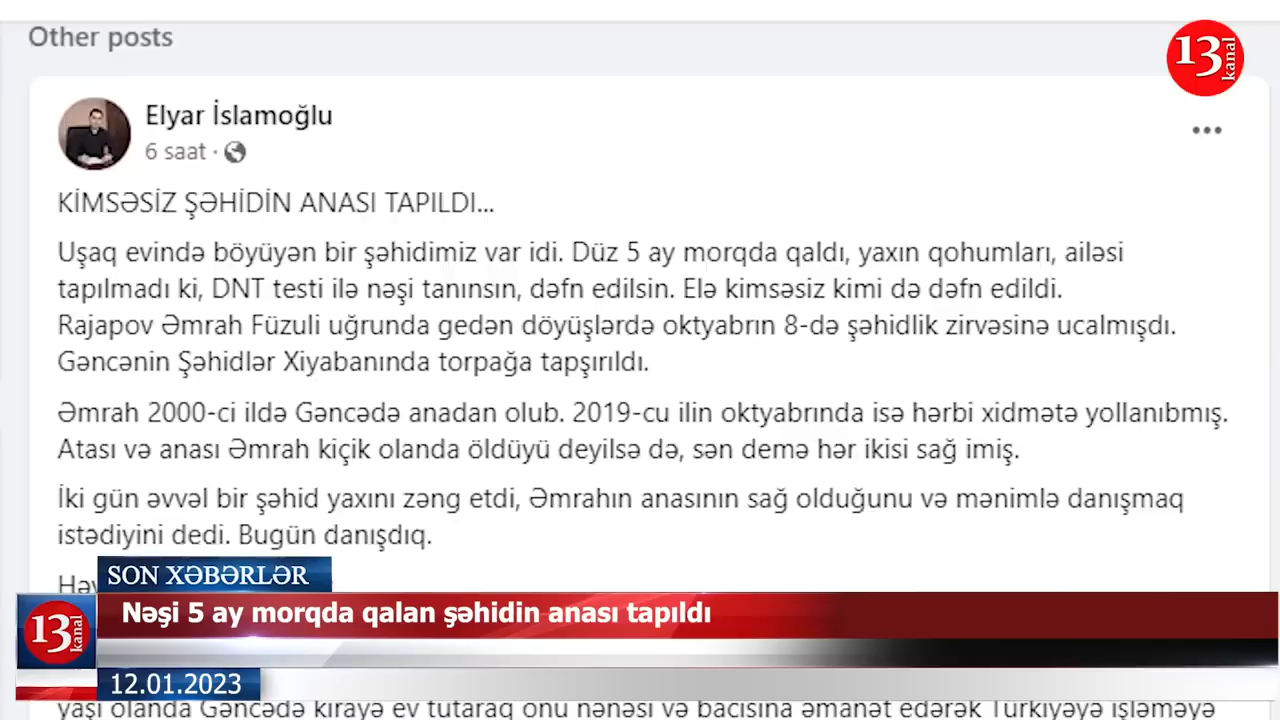 Other posts
13 kanal
Elyar İslamoğlu
6 saat ·
KİMSƏSİZ ŞƏHİDİN ANASI TAPILDI...
Uşaq evində böyüyən bir şəhidimiz var idi. Düz 5 ay morqda qaldı, yaxın qohumları, ailəsi
tapılmadı ki, DNT testi ilə nəşi tanınsın, dəfn edilsin. Elə kimsəsiz kimi də dəfn edildi.
Rajapov Əmrah Füzuli uğrunda gedən döyüşlərdə oktyabrın 8-də şəhidlik zirvəsinə ucalmışdı.
Gəncənin Şəhidlər Xiyabanında torpağa tapşırıldı.
Əmrah 2000-ci ildə Gəncədə anadan olub. 2019-cu ilin oktyabrında isə hərbi xidmətə yollanıbmış.
Atası və anası Əmrah kiçik olanda öldüyü deyilsə də, sən demə hər ikisi sağ imiş.
İki gün əvvəl bir şəhid yaxını zəng etdi, Əmrahın anasının sağ olduğunu və mənimlə danışmaq
istədiyini dedi. Bugün danışdıq.
SON XƏBƏRLƏR
Nəşi 5 ay morqda qalan şəhidin anası tapıldı
13 kanal
12.01.2023
yaşı olanda Gəncədə kirayə ev tutaraq onu nənəsi və bacısına əmanət edərək Türkiyəyə işləməyə